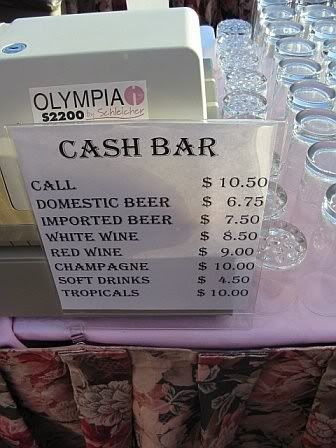 OLYMPIA
S2200 by Schleicher
CASH BAR
CALL $ 10.50
DOMESTIC BEER $ 6.75
IMPORTED BEER $ 7.50
WHITE WINE $ 8.50
RED WINE $ 9.00
CHAMPAGNE $ 10.00
SOFT DRINKS $ 4.50
TROPICALS $ 10.00